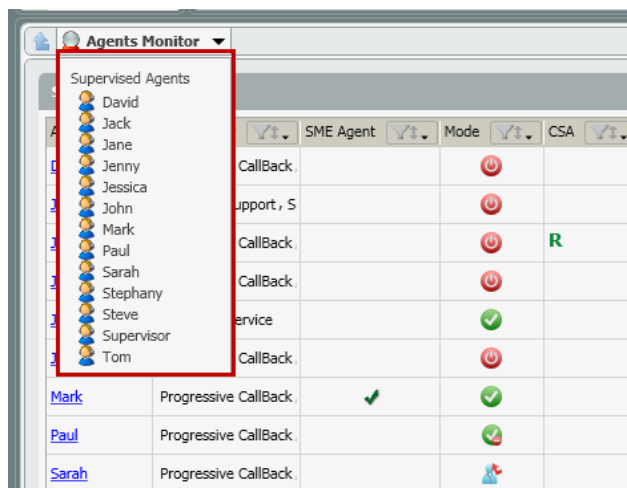 Agents Monitor
Supervised Agents
David
Jack
Jane
Jenny
Jessica
John
Mark
Paul
Sarah
Stephany
Steve
Supervisor
Tom
SME Agent Mode CSA
CallBack,
upport, S
CallBack, R
CallBack,
ervice
CallBack,
Mark Progressive CallBack,
Paul Progressive CallBack,
Sarah Progressive CallBack,